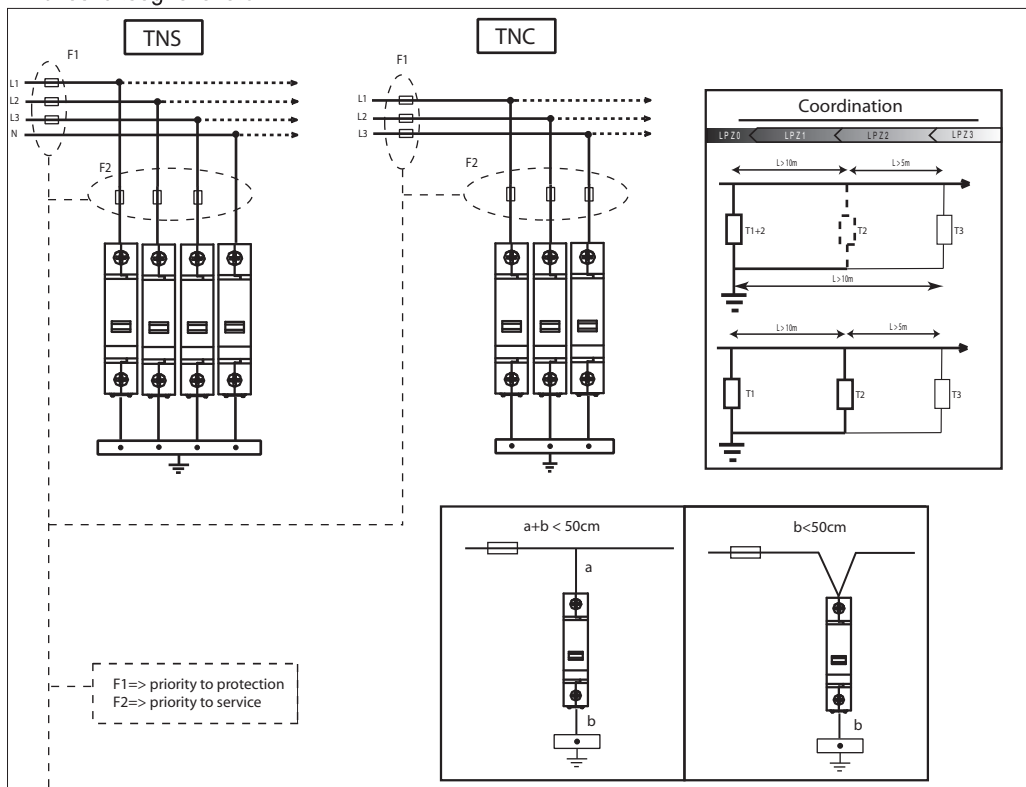 TNS
F1
L1
L2
L3
N
F2
TNC
F1
L1
L2
L3
F2
Coordination
LPZ0 LPZ1 LPZ2 LPZ3
L>10m L>5m
T1+2 T2 T3
L>10m
L>10m L>5m
T1 T2 T3
a+b < 50cm
a
b
b<50cm
b
F1=> priority to protection
F2=> priority to service